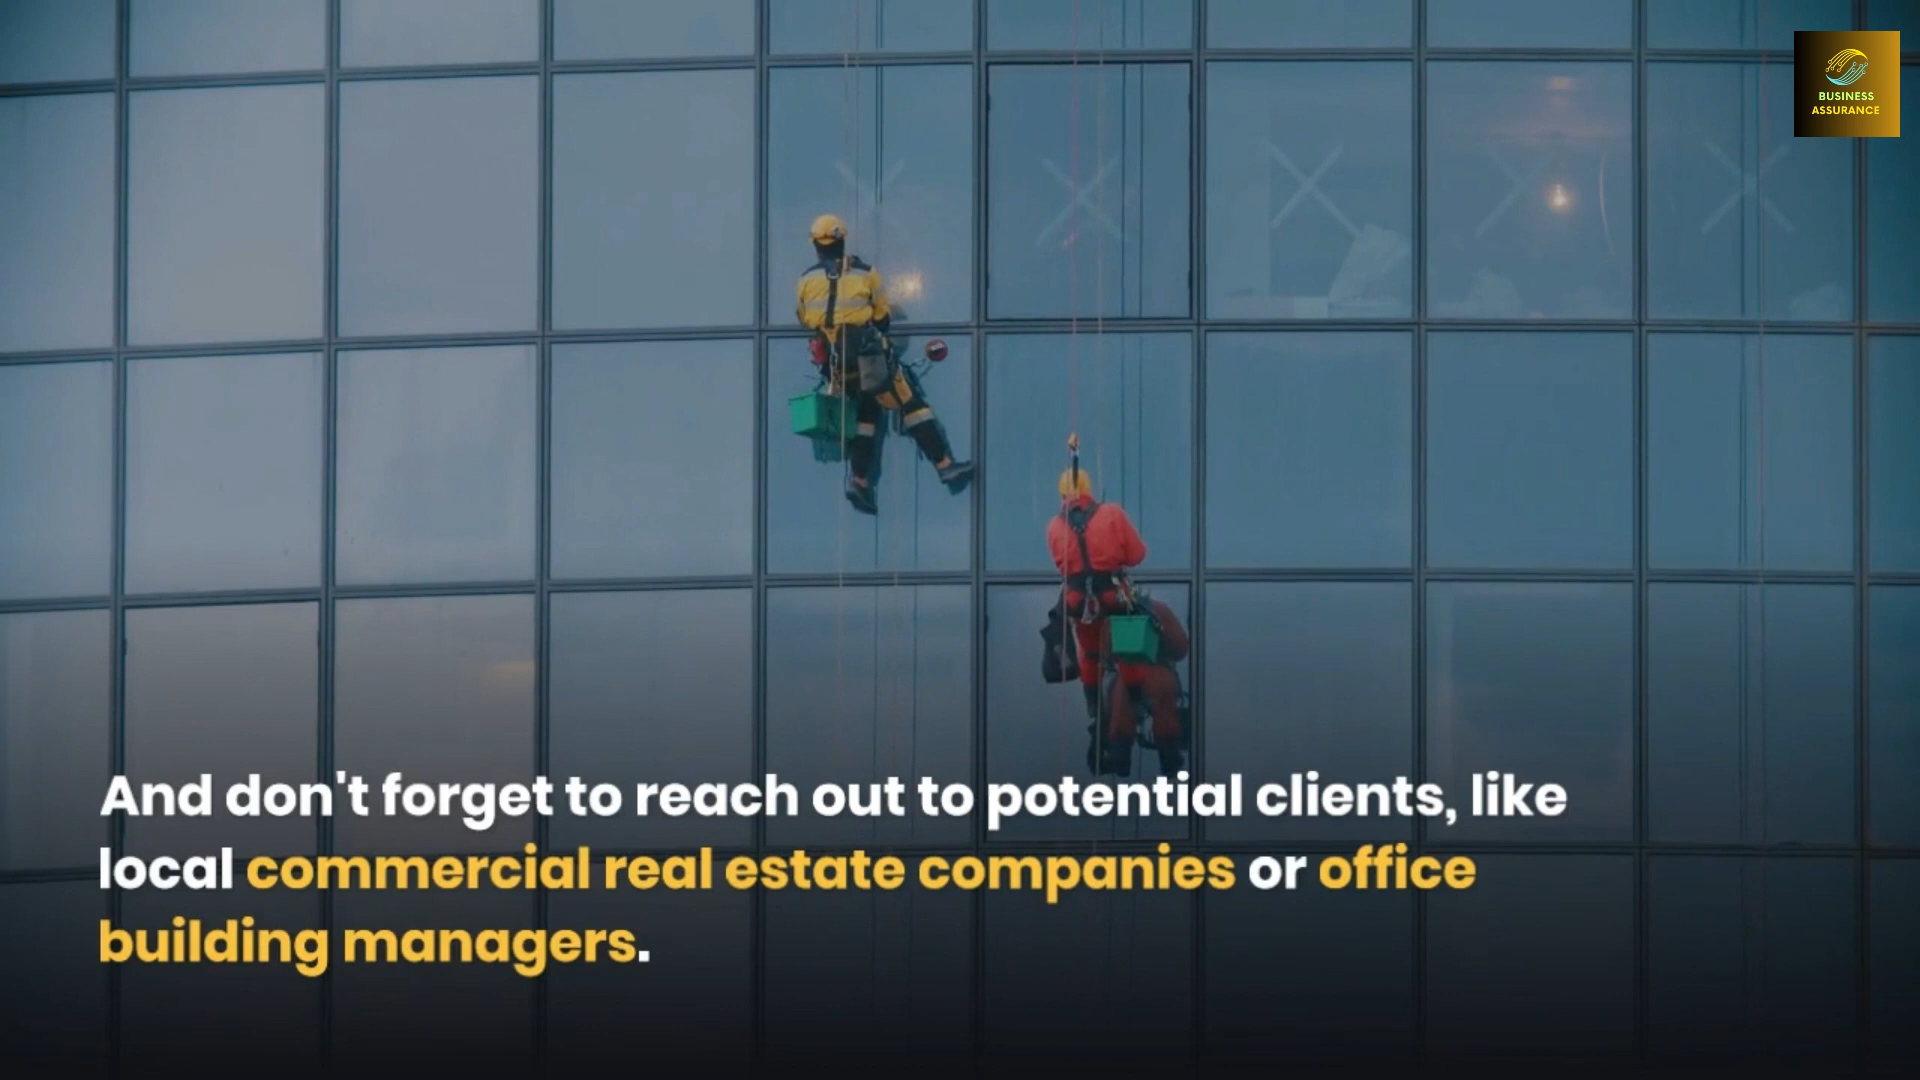 BUSINESS
ASSURANCE
And don't forget to reach out to potential clients, like
local commercial real estate companies or office
building managers.